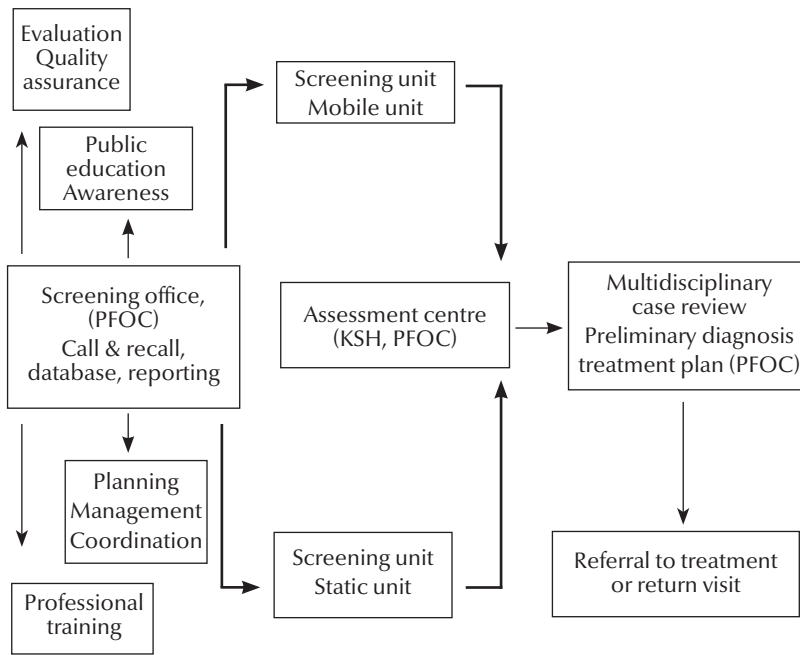 Evaluation
Quality
assurance
Screening unit
Mobile unit
Public
education
Awareness
Screening office,
(PFOC)
Call & recall,
database, reporting
Assessment centre
(KSH, PFOC)
Multidisciplinary
case review
Preliminary diagnosis
treatment plan (PFOC)
Planning
Management
Coordination
Screening unit
Static unit
Referral to treatment
or return visit
Professional
training